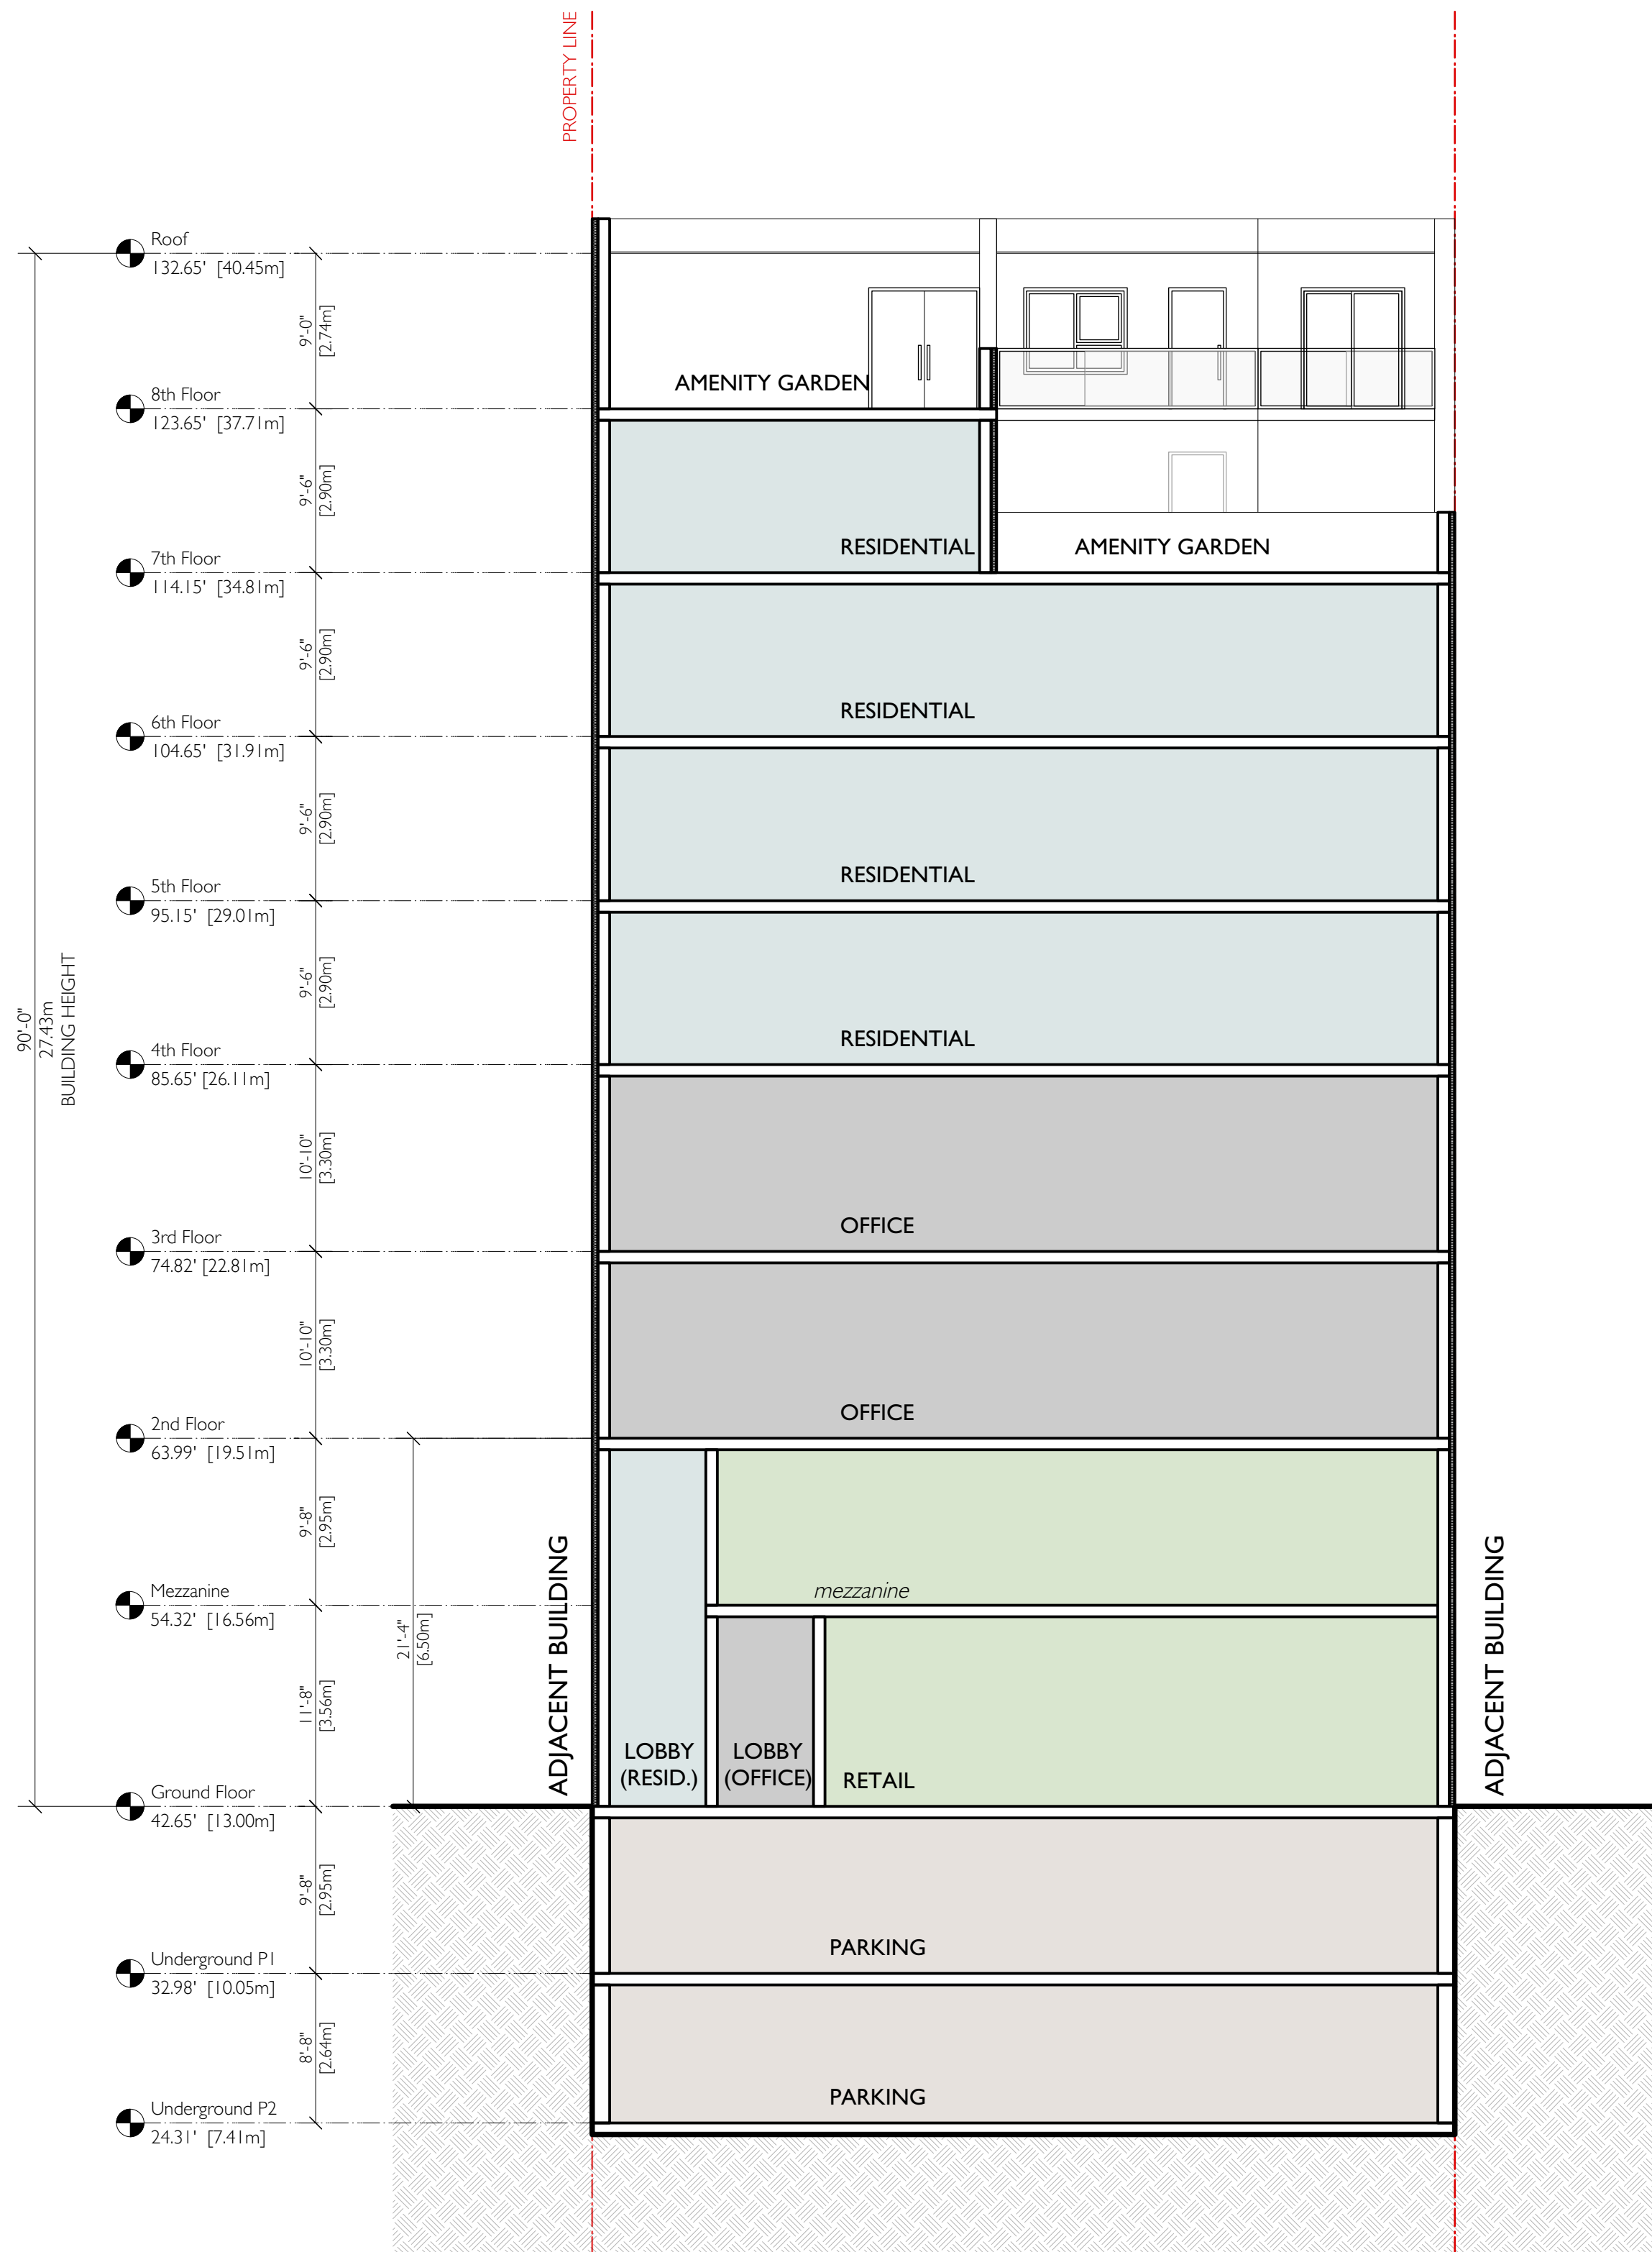 PROPERTY LINE
Roof
132.65' [40.45m]
9'-0"
[2.74m]
AMENITY GARDEN
8th Floor
123.65' [37.71m]
9'-6"
[2.90m]
RESIDENTIAL
AMENITY GARDEN
7th Floor
114.15' [34.81m]
9'-6"
[2.90m]
RESIDENTIAL
6th Floor
104.65' [31.91m]
9'-6"
[2.90m]
RESIDENTIAL
5th Floor
95.15' [29.01m]
9'-6"
[2.90m]
RESIDENTIAL
90'-0"
27.43m
BUILDING HEIGHT
4th Floor
85.65' [26.11m]
10'-10"
[3.30m]
OFFICE
3rd Floor
74.82' [22.81m]
10'-10"
[3.30m]
OFFICE
2nd Floor
63.99' [19.51m]
9'-8"
[2.95m]
mezzanine
Mezzanine
54.32' [16.56m]
21'-4"
[6.50m]
11'-8"
[3.56m]
ADJACENT BUILDING
ADJACENT BUILDING
LOBBY
(RESID.)
LOBBY
(OFFICE)
RETAIL
Ground Floor
42.65' [13.00m]
9'-8"
[2.95m]
PARKING
Underground P1
32.98' [10.05m]
8'-8"
[2.64m]
PARKING
Underground P2
24.31' [7.41m]